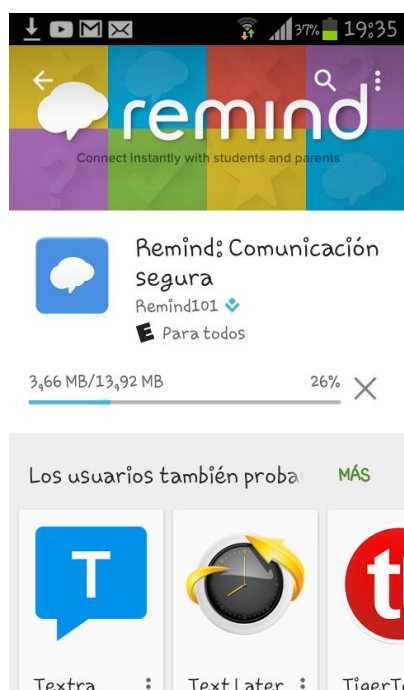 37% 19:35
remind
Connect instantly with students and parents
Remind: Comunicación
segura
Remind101
E Para todos
3,66 MB/13,92 MB 26%
Los usuarios también proba MÁS
T
t
Textra Text Later TigerTe